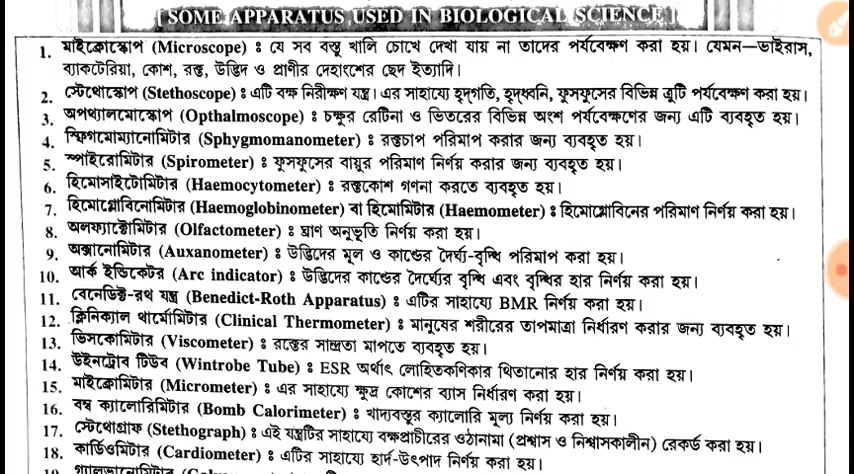 SOME APPARATUS USED IN BIOLOGICAL SCIENCE
1. মাইক্রোস্কোপ (Microscope) ঃ যে সব বস্তু খালি চোখে দেখা যায় না তাদের পর্যবেক্ষণ করা হয়। যেমন—ভাইরাস,
ব্যাকটেরিয়া, কোশ, রক্ত, উদ্ভিদ ও প্রাণীর দেহাংশের ছেদ ইত্যাদি।
2. স্টেথোস্কোপ (Stethoscope) ঃ এটি বক্ষ নিরীক্ষণ যন্ত্র। এর সাহায্যে হৃদ্‌গতি, হৃদ্‌ধ্বনি, ফুসফুসের বিভিন্ন ত্রুটি পর্যবেক্ষণ করা হয়।
3. অপথ্যালমোস্কোপ (Opthalmoscope) ঃ চক্ষুর রেটিনা ও ভিতরের বিভিন্ন অংশ পর্যবেক্ষণের জন্য এটি ব্যবহৃত হয়।
4. স্ফিগমোম্যানোমিটার (Sphygmomanometer) ঃ রক্তচাপ পরিমাপ করার জন্য ব্যবহৃত হয়।
5. স্পাইরোমিটার (Spirometer) ঃ ফুসফুসের বায়ুর পরিমাণ নির্ণয় করার জন্য ব্যবহৃত হয়।
6. হিমোসাইটোমিটার (Haemocytometer) ঃ রক্তকোশ গণনা করতে ব্যবহৃত হয়।
7. হিমোগ্লোবিনোমিটার (Haemoglobinometer) বা হিমোমিটার (Haemometer) ঃ হিমোগ্লোবিনের পরিমাণ নির্ণয় করা হয়।
8. অলফ্যাক্টোমিটার (Olfactometer) ঃ ঘ্রাণ অনুভূতি নির্ণয় করা হয়।
9. অক্সানোমিটার (Auxanometer) ঃ উদ্ভিদের মূল ও কাণ্ডের দৈর্ঘ্য-বৃদ্ধি পরিমাপ করা হয়।
10. আর্ক ইন্ডিকেটর (Arc indicator) ঃ উদ্ভিদের কাণ্ডের দৈর্ঘ্যের বৃদ্ধি এবং বৃদ্ধির হার নির্ণয় করা হয়।
11. বেনেডিক্ট-রথ যন্ত্র (Benedict-Roth Apparatus) ঃ এটির সাহায্যে BMR নির্ণয় করা হয়।
12. ক্লিনিক্যাল থার্মোমিটার (Clinical Thermometer) ঃ মানুষের শরীরের তাপমাত্রা নির্ধারণ করার জন্য ব্যবহৃত হয়।
13. ভিসকোমিটার (Viscometer) ঃ রক্তের সান্দ্রতা মাপতে ব্যবহৃত হয়।
14. উইনট্রোব টিউব (Wintrobe Tube) ঃ ESR অর্থাৎ লোহিতকণিকার থিতানোর হার নির্ণয় করা হয়।
15. মাইক্রোমিটার (Micrometer) ঃ এর সাহায্যে ক্ষুদ্র কোশের ব্যাস নির্ধারণ করা হয়।
16. বম্ব ক্যালোরিমিটার (Bomb Calorimeter) ঃ খাদ্যবস্তুর ক্যালোরি মূল্য নির্ণয় করা হয়।
17. স্টেথোগ্রাফ (Stethograph) ঃ এই যন্ত্রটির সাহায্যে বক্ষপ্রাচীরের ওঠানামা (প্রশ্বাস ও নিশ্বাসকালীন) রেকর্ড করা হয়।
18. কার্ডিওমিটার (Cardiometer) ঃ এটির সাহায্যে হার্দ-উৎপাদ নির্ণয় করা হয়।